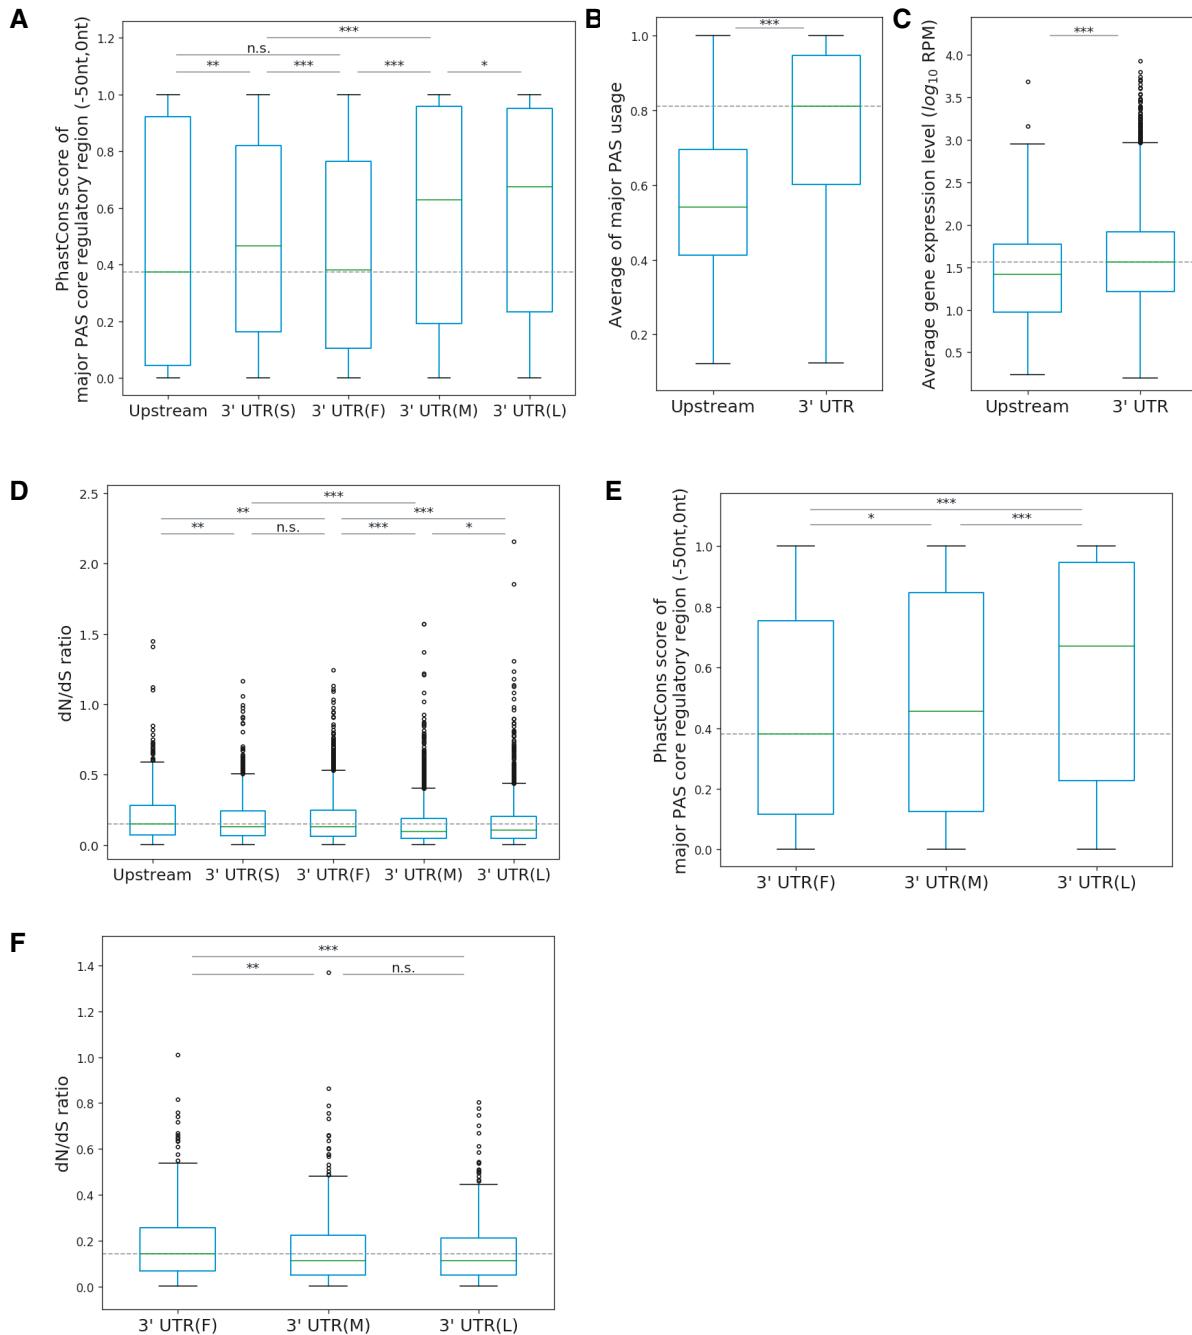 A
PhastCons score of
major PAS core regulatory region (-50nt,0nt)
1.2
1.0
0.8
0.6
0.4
0.2
0.0
***
n.s.
**
***
***
*
Upstream
3' UTR(S)
3' UTR(F)
3' UTR(M)
3' UTR(L)
B
Average of major PAS usage
1.0
0.8
0.6
0.4
0.2
***
Upstream
3' UTR
C
Average gene expression level (log10 RPM)
4.0
3.5
3.0
2.5
2.0
1.5
1.0
0.5
***
Upstream
3' UTR
D
dN/dS ratio
2.5
2.0
1.5
1.0
0.5
0.0
***
**
***
**
n.s.
***
*
Upstream
3' UTR(S)
3' UTR(F)
3' UTR(M)
3' UTR(L)
E
PhastCons score of
major PAS core regulatory region (-50nt,0nt)
1.0
0.8
0.6
0.4
0.2
0.0
***
*
***
3' UTR(F)
3' UTR(M)
3' UTR(L)
F
dN/dS ratio
1.4
1.2
1.0
0.8
0.6
0.4
0.2
0.0
***
**
n.s.
3' UTR(F)
3' UTR(M)
3' UTR(L)